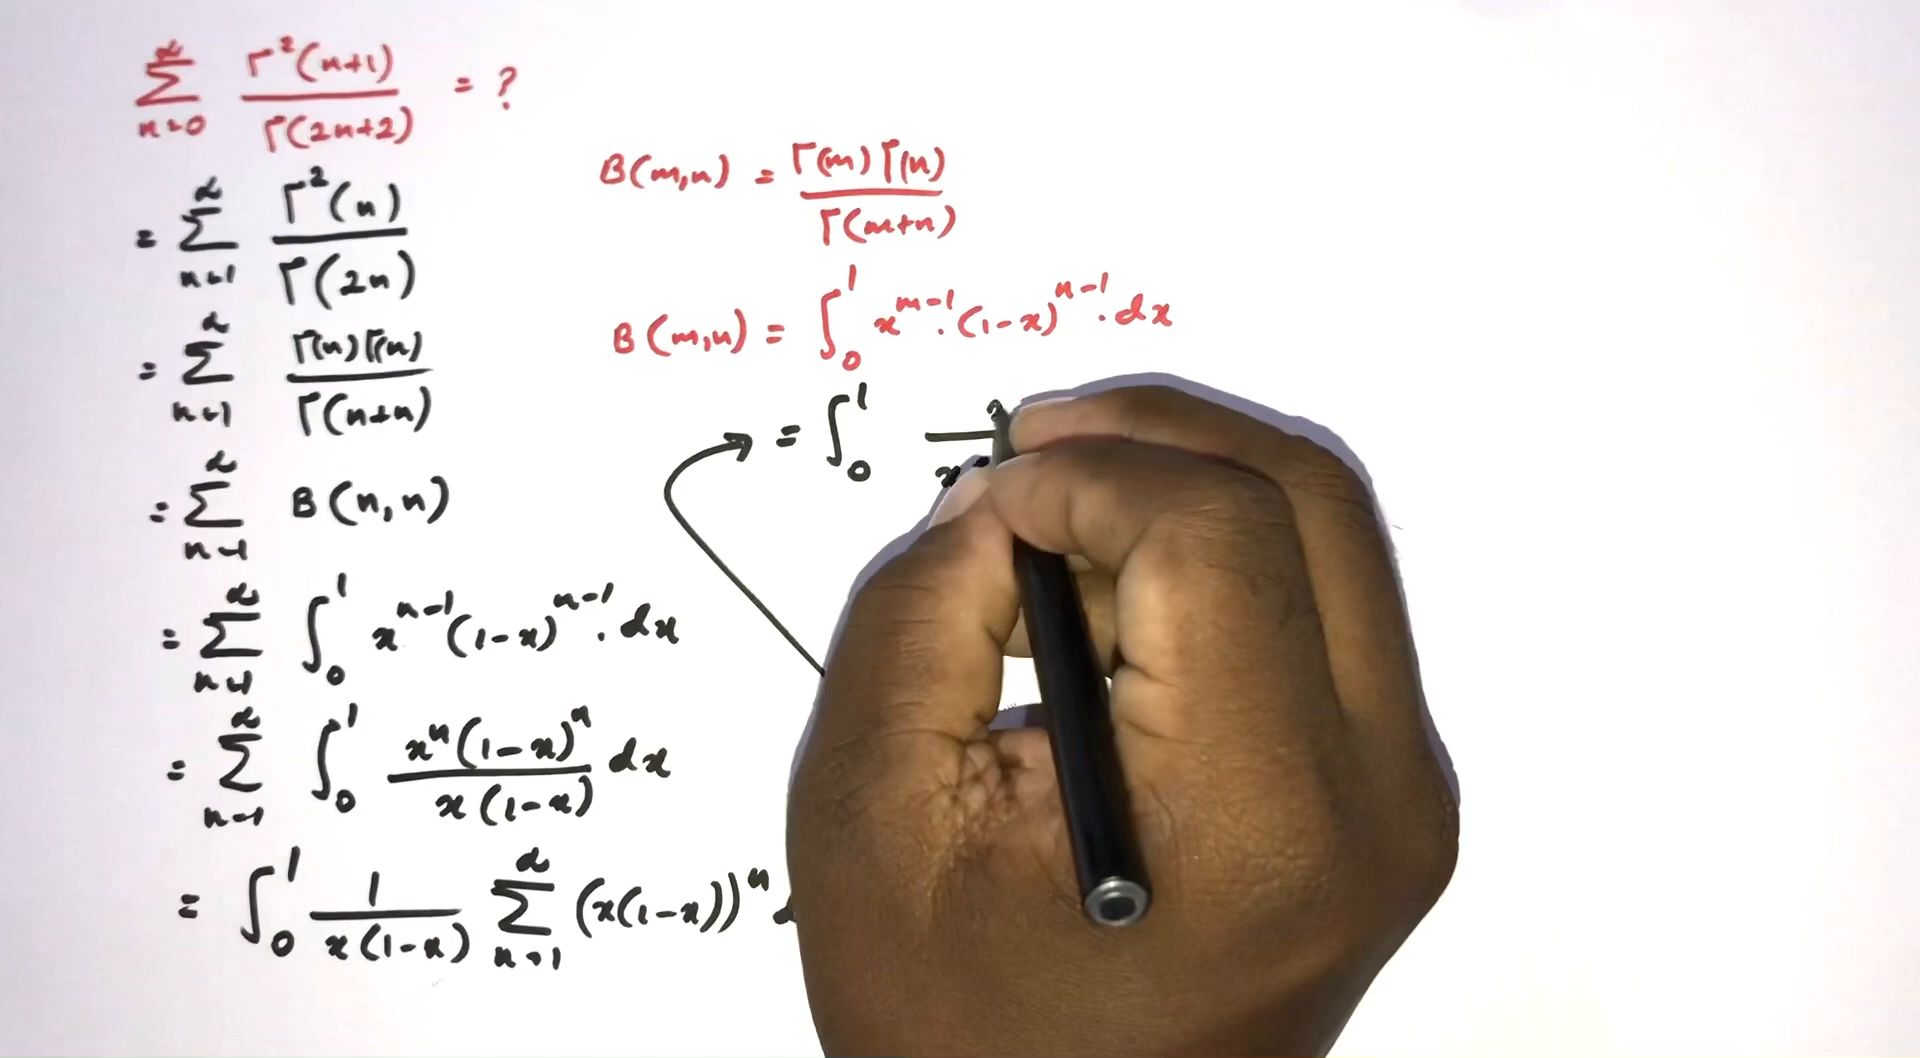 ∑_{n=0}^{∝} Γ²(n+1) / Γ(2n+2) = ?
= ∑_{n=1}^{∝} Γ²(n) / Γ(2n)
= ∑_{n=1}^{∝} Γ(n)Γ(n) / Γ(n+n)
= ∑_{n=1}^{∝} B(n,n)
= ∑_{n=1}^{∝} ∫_0^1 x^{n-1}(1-x)^{n-1}. dx
= ∑_{n=1}^{∝} ∫_0^1 x^n(1-x)^n / x(1-x) dx
= ∫_0^1 1 / x(1-x) ∑_{n=1}^{∝} (x(1-x))^n
B(m,n) = Γ(m)Γ(n) / Γ(m+n)
B(m,n) = ∫_0^1 x^{m-1}.(1-x)^{n-1}.dx
= ∫_0^1